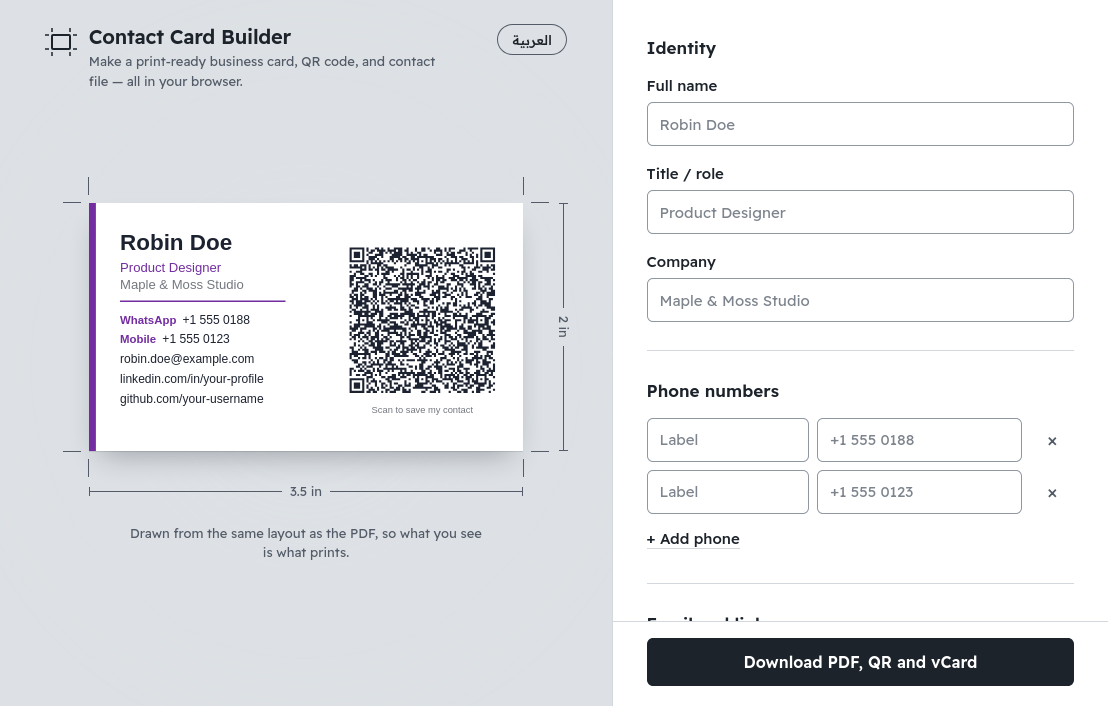 Contact Card Builder
Make a print-ready business card, QR code, and contact
file — all in your browser.
العربية
Robin Doe
Product Designer
Maple & Moss Studio
WhatsApp +1 555 0188
Mobile +1 555 0123
robin.doe@example.com
linkedin.com/in/your-profile
github.com/your-username
Scan to save my contact
2 in
3.5 in
Drawn from the same layout as the PDF, so what you see
is what prints.
Identity
Full name
Robin Doe
Title / role
Product Designer
Company
Maple & Moss Studio
Phone numbers
Label +1 555 0188 ×
Label +1 555 0123 ×
+ Add phone
Download PDF, QR and vCard